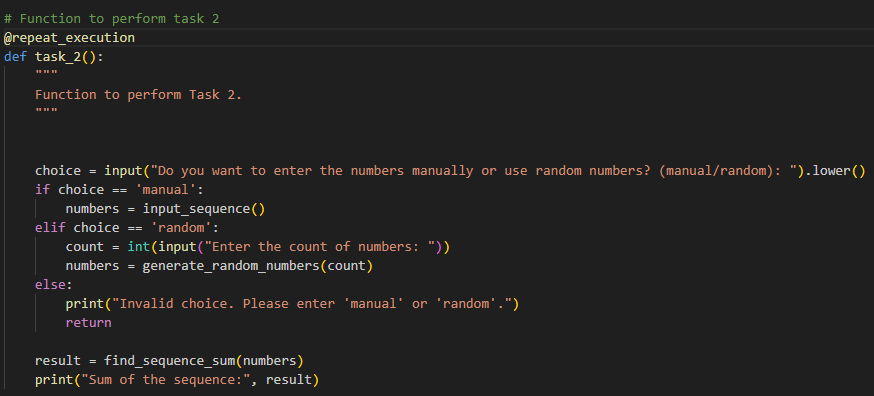 # Function to perform task 2
@repeat_execution
def task_2():
    """
    Function to perform Task 2.
    """
    choice = input("Do you want to enter the numbers manually or use random numbers? (manual/random): ").lower()
    if choice == 'manual':
        numbers = input_sequence()
    elif choice == 'random':
        count = int(input("Enter the count of numbers: "))
        numbers = generate_random_numbers(count)
    else:
        print("Invalid choice. Please enter 'manual' or 'random'.")
        return
    result = find_sequence_sum(numbers)
    print("Sum of the sequence:", result)